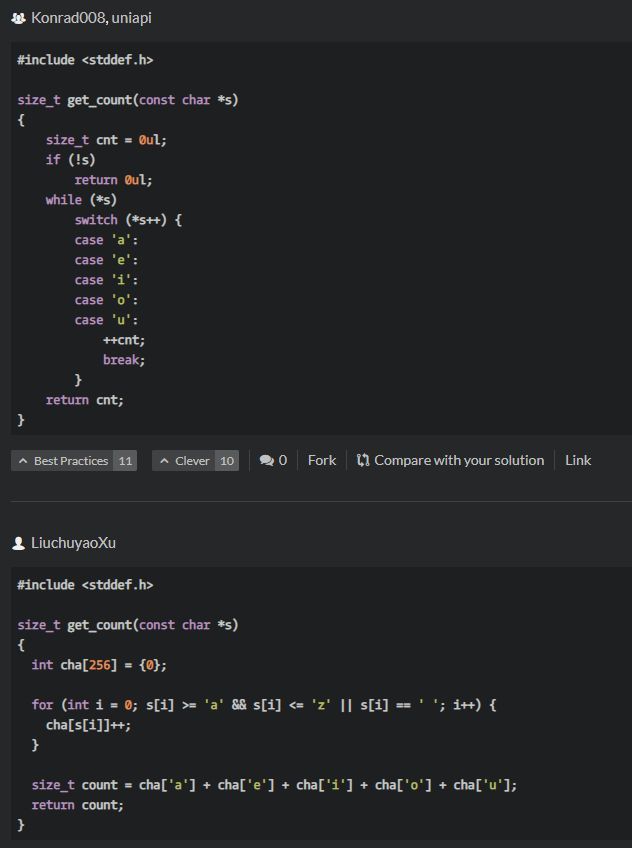 Konrad008, uniapi
#include <stddef.h>
size_t get_count(const char *s)
{
    size_t cnt = 0ul;
    if (!s)
        return 0ul;
    while (*s)
        switch (*s++) {
        case 'a':
        case 'e':
        case 'i':
        case 'o':
        case 'u':
            ++cnt;
            break;
        }
    return cnt;
}
Best Practices 11 Clever 10 0 Fork Compare with your solution Link
LiuchuyaoXu
#include <stddef.h>
size_t get_count(const char *s)
{
  int cha[256] = {0};
  for (int i = 0; s[i] >= 'a' && s[i] <= 'z' || s[i] == ' '; i++) {
    cha[s[i]]++;
  }
  size_t count = cha['a'] + cha['e'] + cha['i'] + cha['o'] + cha['u'];
  return count;
}